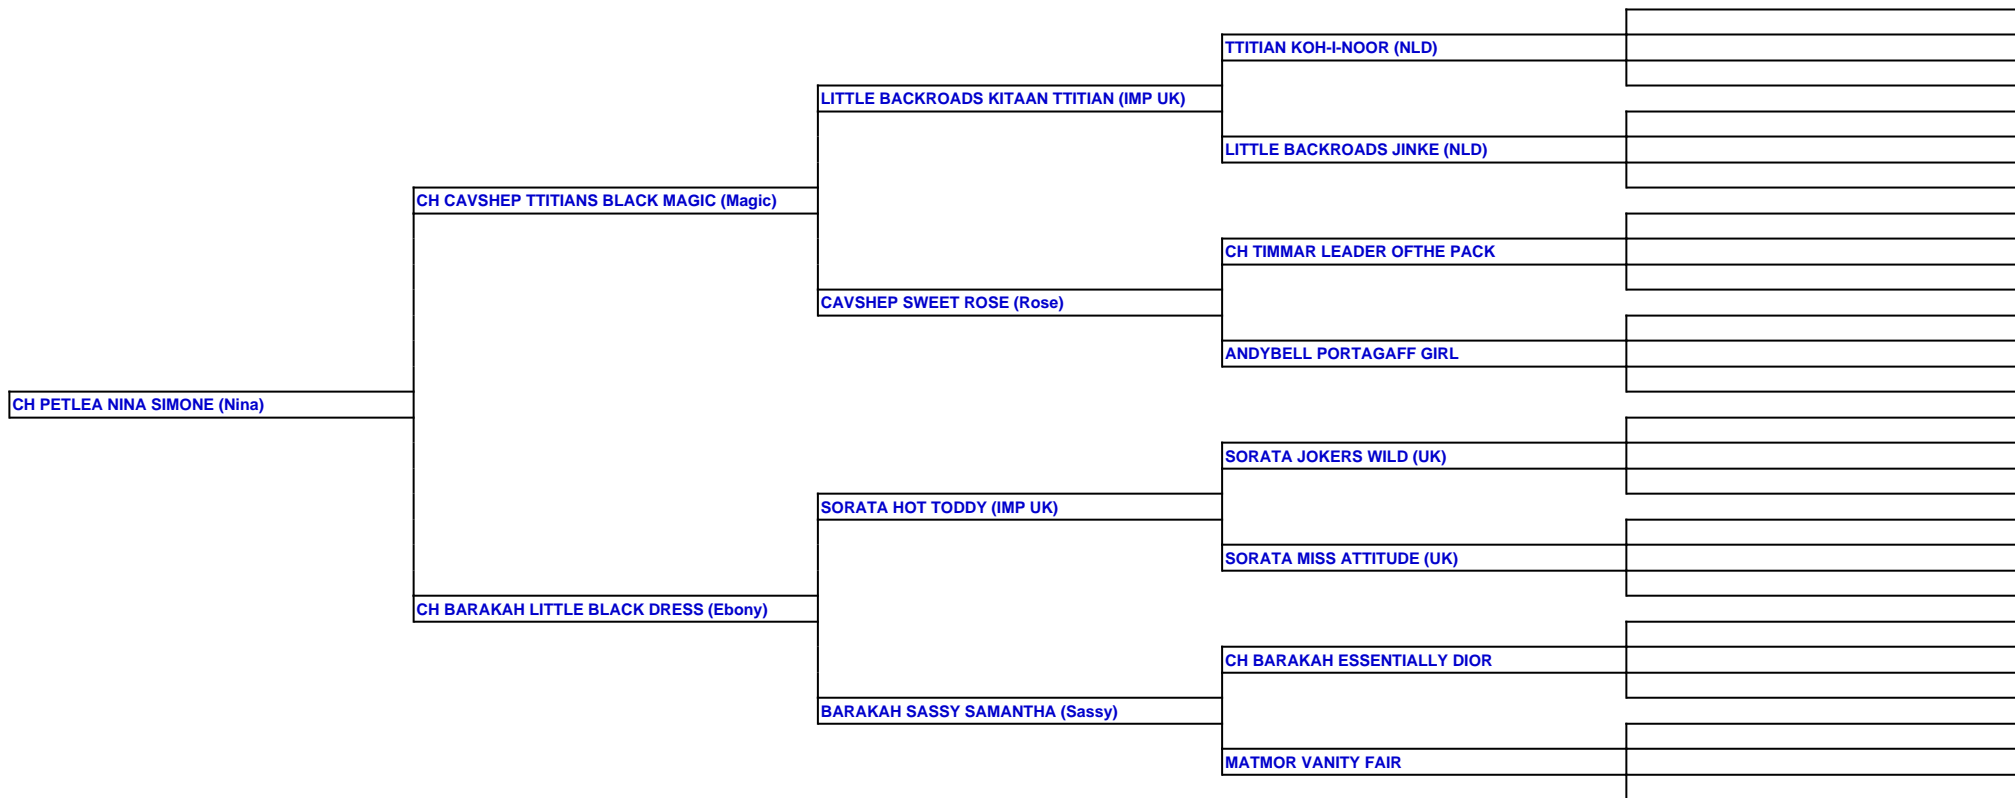 TTITIAN KOH-I-NOOR (NLD)
LITTLE BACKROADS KITAAN TTITIAN (IMP UK)
LITTLE BACKROADS JINKE (NLD)
CH CAVSHEP TTITIANS BLACK MAGIC (Magic)
CH TIMMAR LEADER OFTHE PACK
CAVSHEP SWEET ROSE (Rose)
ANDYBELL PORTAGAFF GIRL
CH PETLEA NINA SIMONE (Nina)
SORATA JOKERS WILD (UK)
SORATA HOT TODDY (IMP UK)
SORATA MISS ATTITUDE (UK)
CH BARAKAH LITTLE BLACK DRESS (Ebony)
CH BARAKAH ESSENTIALLY DIOR
BARAKAH SASSY SAMANTHA (Sassy)
MATMOR VANITY FAIR